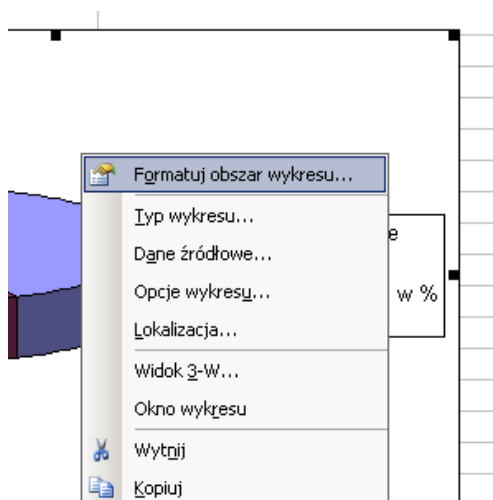 Formatuj obszar wykresu...
Typ wykresu...
e
Dane źródłowe...
Opcje wykresu...
w %
Lokalizacja...
Widok 3-W...
Okno wykresu
Wytnij
Kopiuj